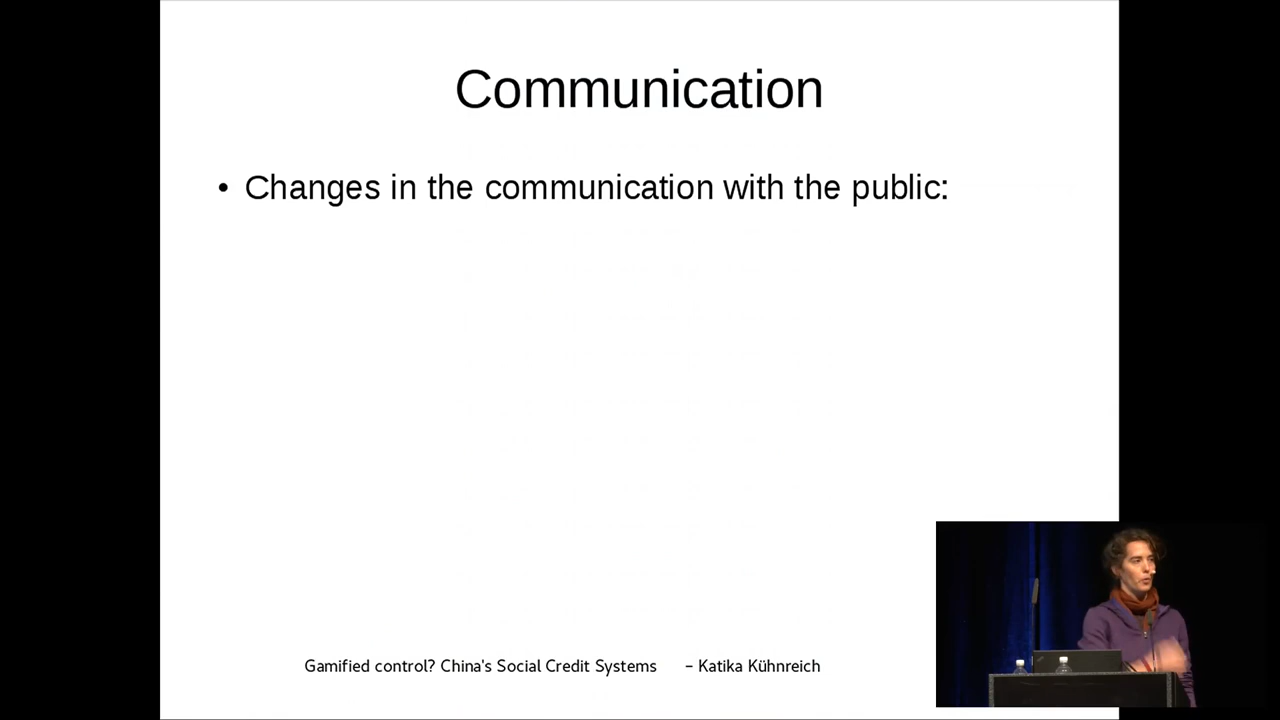 Communication
• Changes in the communication with the public:
Gamified control? China's Social Credit Systems – Katika Kühnreich